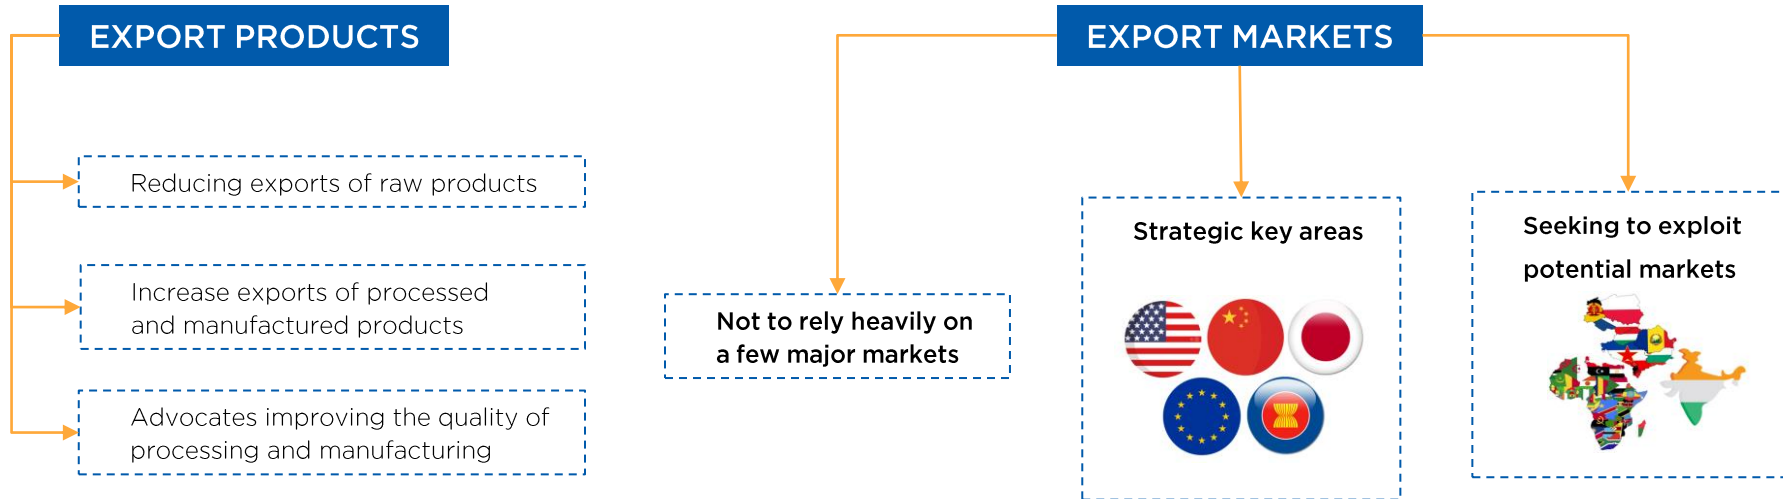 EXPORT PRODUCTS
Reducing exports of raw products
Increase exports of processed
and manufactured products
Advocates improving the quality of
processing and manufacturing
EXPORT MARKETS
Not to rely heavily on
a few major markets
Strategic key areas
Seeking to exploit
potential markets